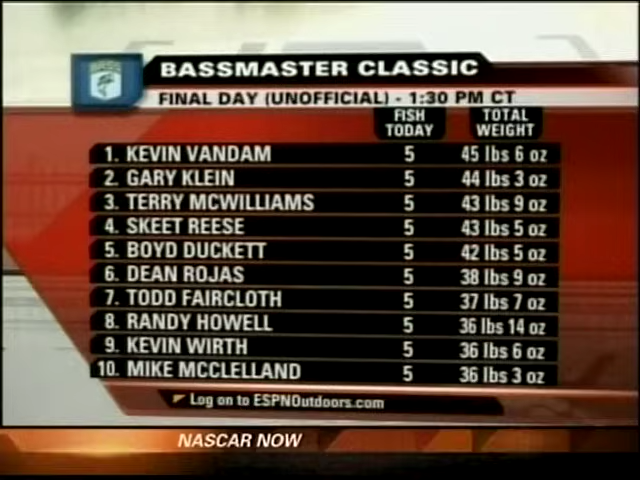 BASS
BASSMASTER CLASSIC
FINAL DAY (UNOFFICIAL) - 1:30 PM CT
FISH TODAY TOTAL WEIGHT
1. KEVIN VANDAM 5 45 lbs 6 oz
2. GARY KLEIN 5 44 lbs 3 oz
3. TERRY MCWILLIAMS 5 43 lbs 9 oz
4. SKEET REESE 5 43 lbs 5 oz
5. BOYD DUCKETT 5 42 lbs 5 oz
6. DEAN ROJAS 5 38 lbs 9 oz
7. TODD FAIRCLOTH 5 37 lbs 7 oz
8. RANDY HOWELL 5 36 lbs 14 oz
9. KEVIN WIRTH 5 36 lbs 6 oz
10. MIKE MCCLELLAND 5 36 lbs 3 oz
Log on to ESPNOutdoors.com
NASCAR NOW